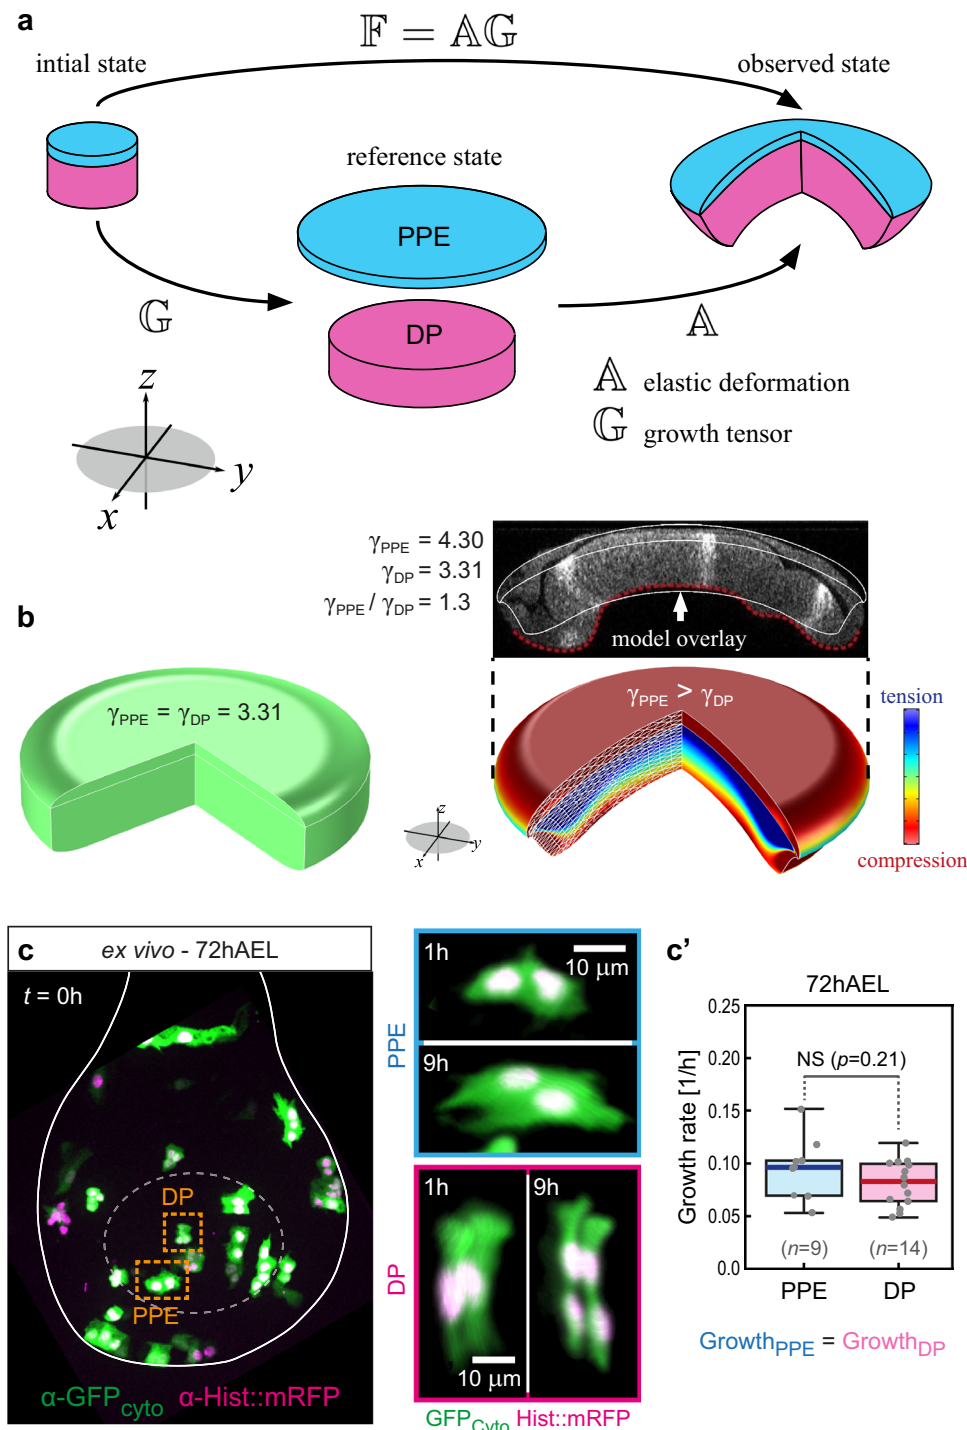 a
𝔽 = 𝔸𝔾
intial state
observed state
reference state
PPE
DP
𝔾
𝔸
𝔸 elastic deformation
𝔾 growth tensor
z
y
x
γPPE = 4.30
γDP = 3.31
γPPE / γDP = 1.3
model overlay
b
γPPE = γDP = 3.31
γPPE > γDP
tension
compression
z
y
x
c
ex vivo - 72hAEL
t = 0h
DP
PPE
α-GFPcyto α-Hist::mRFP
PPE
1h
10 μm
9h
DP
1h
9h
10 μm
GFPCyto Hist::mRFP
c'
72hAEL
Growth rate [1/h]
0.25
0.20
0.15
0.10
0.05
0.0
NS (p=0.21)
(n=9)
(n=14)
PPE
DP
GrowthPPE = GrowthDP